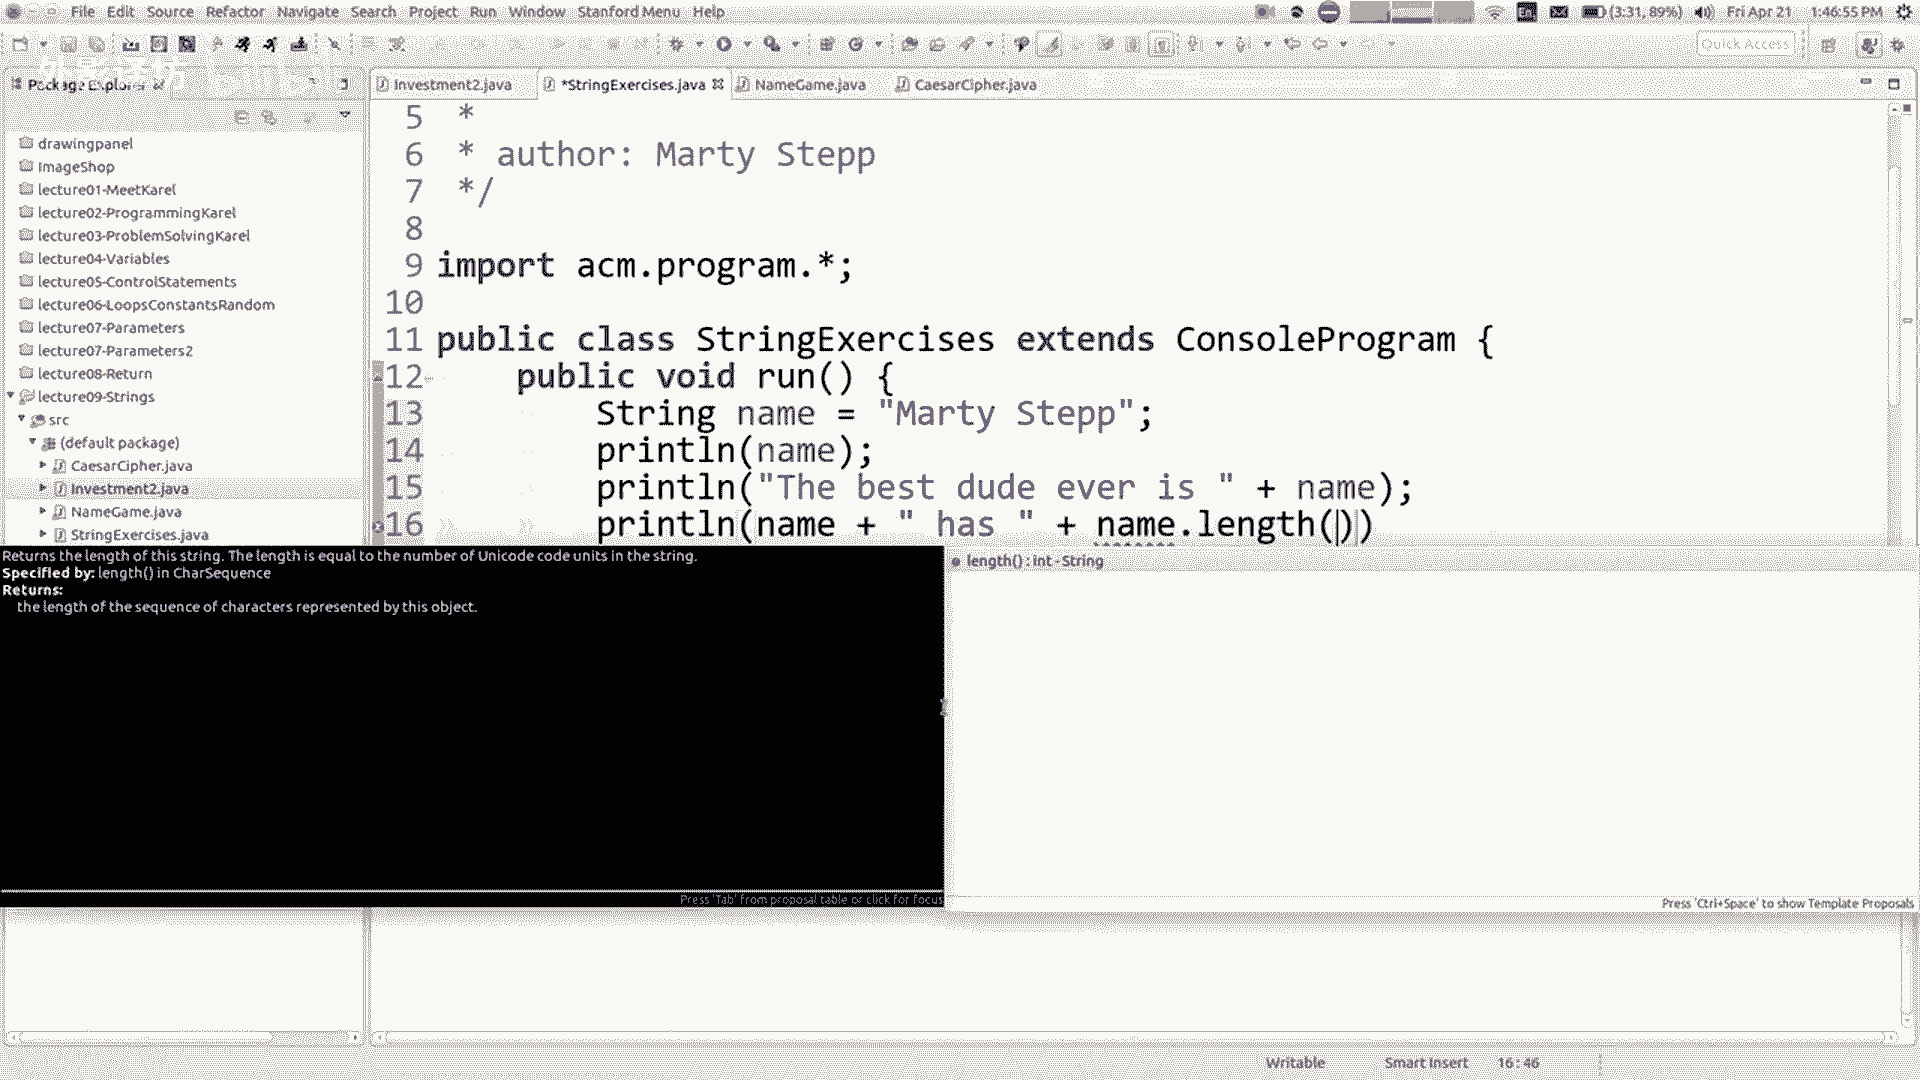 File Edit Source Refactor Navigate Search Project Run Window Stanford Menu Help
En (3:31, 89%) Fri Apr 21 1:46:55 PM
Quick Access
Package Explorer
Investment2.java *StringExercises.java NameGame.java CaesarCipher.java
drawingpanel
ImageShop
lecture01-MeetKarel
lecture02-ProgrammingKarel
lecture03-ProblemSolvingKarel
lecture04-Variables
lecture05-ControlStatements
lecture06-LoopsConstantsRandom
lecture07-Parameters
lecture07-Parameters2
lecture08-Return
lecture09-Strings
src
(default package)
CaesarCipher.java
Investment2.java
NameGame.java
StringExercises.java
5 *
6 * author: Marty Stepp
7 */
8
9 import acm.program.*;
10
11 public class StringExercises extends ConsoleProgram {
12 public void run() {
13 String name = "Marty Stepp";
14 println(name);
15 println("The best dude ever is " + name);
16 println(name + " has " + name.length())
Returns the length of this string. The length is equal to the number of Unicode code units in the string.
Specified by: length() in CharSequence
Returns:
the length of the sequence of characters represented by this object.
Press 'Tab' from proposal table or click for focus
length() : int - String
Press 'Ctrl+Space' to show Template Proposals
Writable Smart Insert 16 : 46